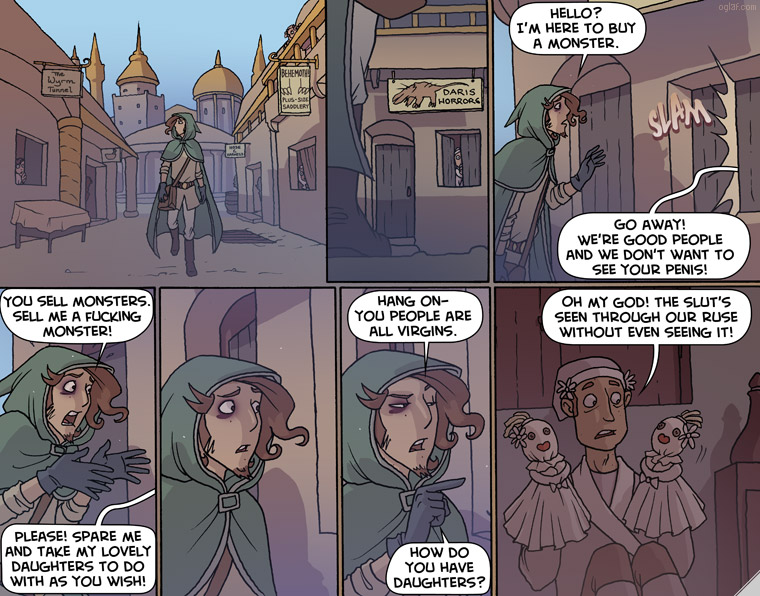 oglaf.com
The
Wyrm
Tunnel
BEHEMOTH
PLUS-SIZE
SADDLERY
DARIS
HORRORS
HELLO?
I'M HERE TO BUY
A MONSTER.
SLAM
GO AWAY!
WE'RE GOOD PEOPLE
AND WE DON'T WANT TO
SEE YOUR PENIS!
YOU SELL MONSTERS.
SELL ME A FUCKING
MONSTER!
PLEASE! SPARE ME
AND TAKE MY LOVELY
DAUGHTERS TO DO
WITH AS YOU WISH!
HANG ON-
YOU PEOPLE ARE
ALL VIRGINS.
HOW DO
YOU HAVE
DAUGHTERS?
OH MY GOD! THE SLUT'S
SEEN THROUGH OUR RUSE
WITHOUT EVEN SEEING IT!